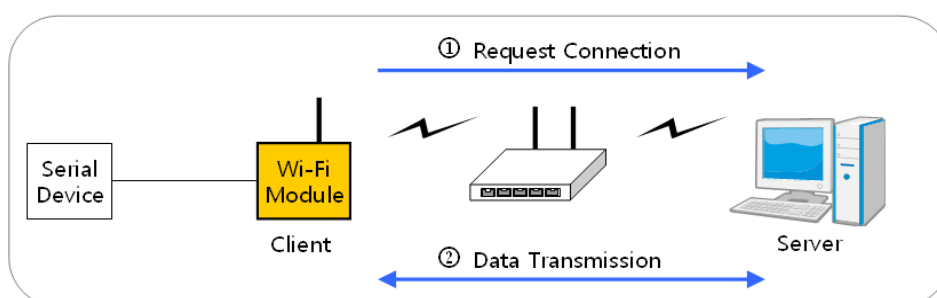 ① Request Connection
Serial
Device
Wi-Fi
Module
Client
Server
② Data Transmission